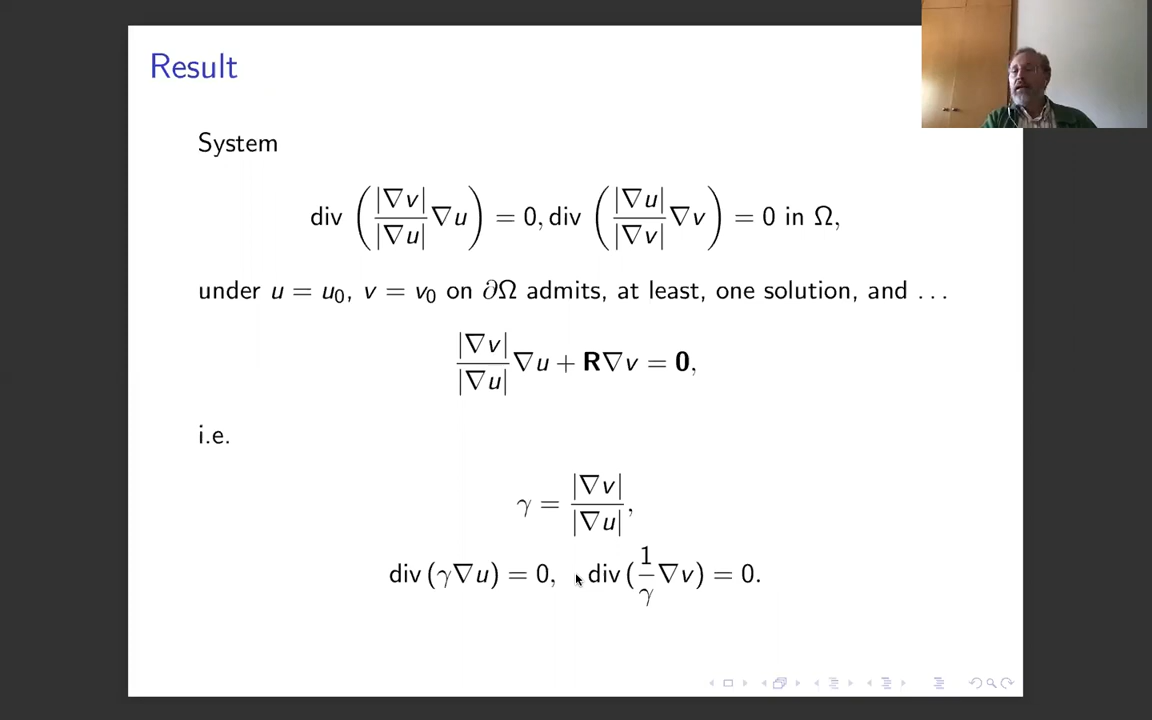 Result
System
div ( |∇v| / |∇u| ∇u ) = 0, div ( |∇u| / |∇v| ∇v ) = 0 in Ω,
under u = u₀, v = v₀ on ∂Ω admits, at least, one solution, and ...
|∇v| / |∇u| ∇u + R∇v = 0,
i.e.
γ = |∇v| / |∇u|,
div (γ∇u) = 0, div (1/γ ∇v) = 0.